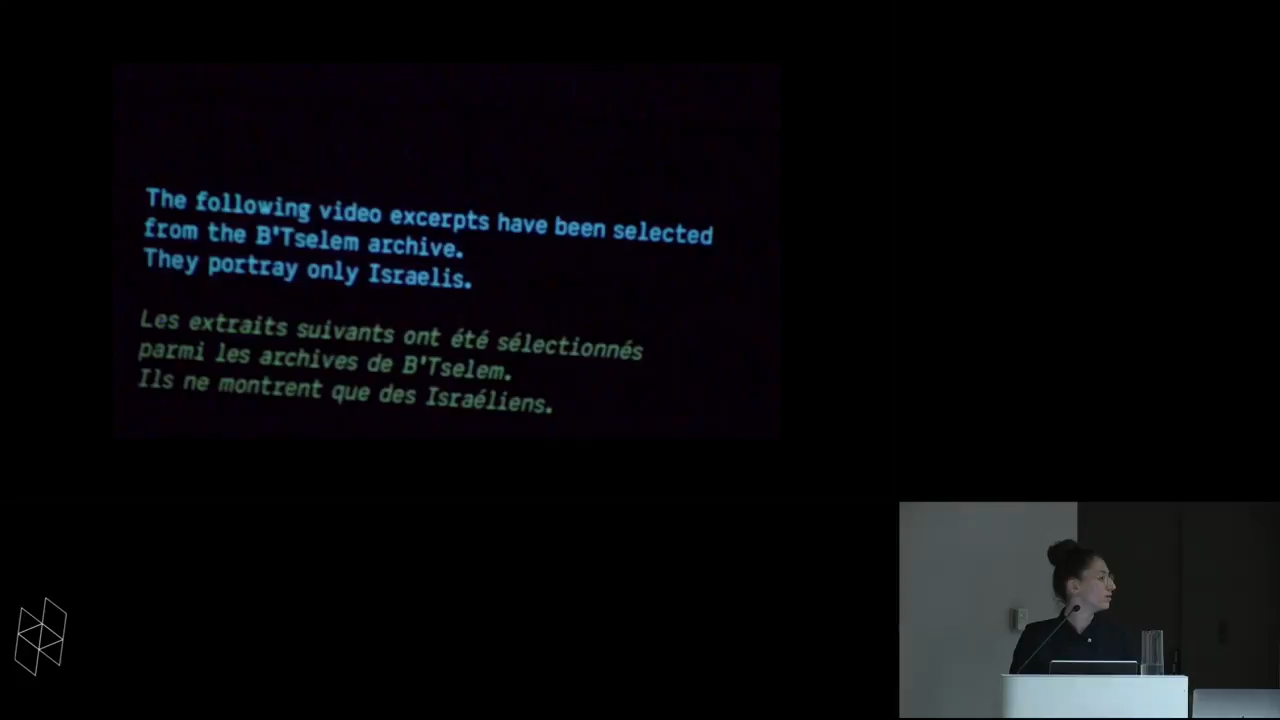 The following video excerpts have been selected
from the B'Tselem archive.
They portray only Israelis.
Les extraits suivants ont été sélectionnés
parmi les archives de B'Tselem.
Ils ne montrent que des Israéliens.